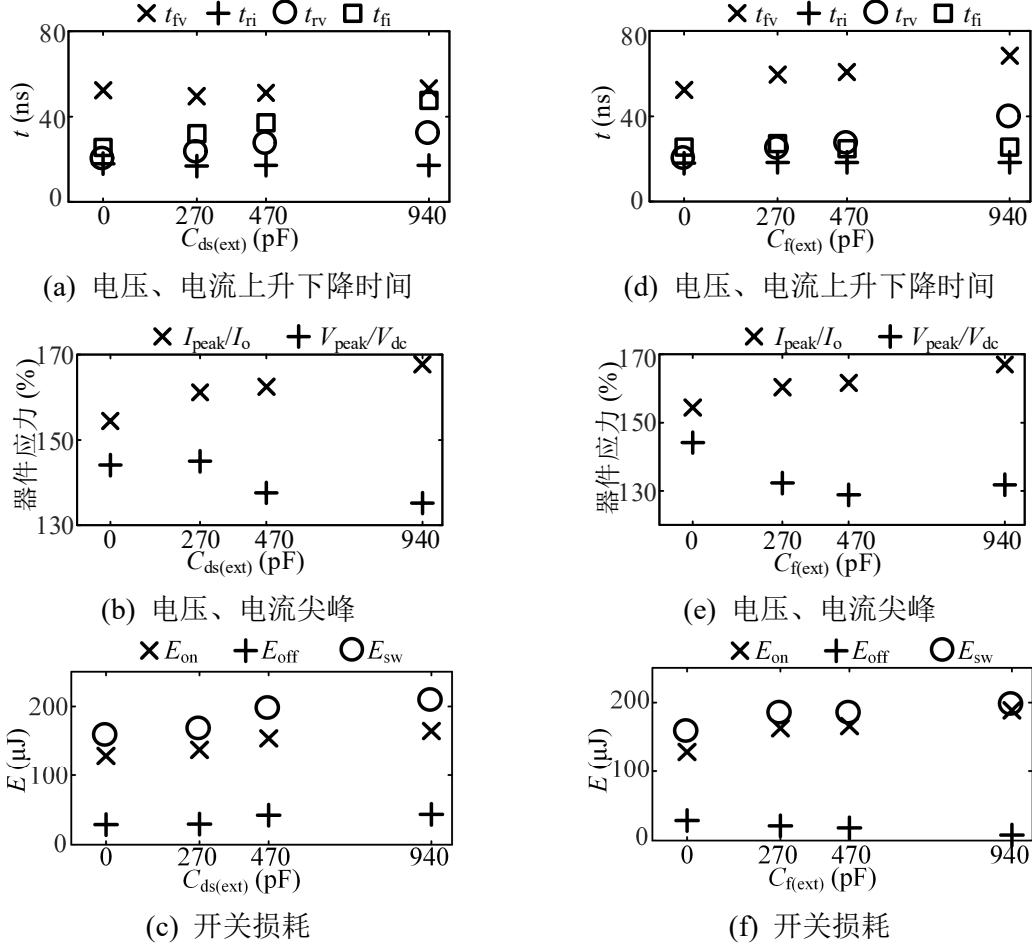 t_fv t_ri t_rv t_fi
80
40
0
t (ns)
0 270 470 940
C_ds(ext) (pF)
(a) 电压、电流上升下降时间
I_peak/I_o V_peak/V_dc
170
150
130
器件应力 (%)
0 270 470 940
C_ds(ext) (pF)
(b) 电压、电流尖峰
E_on E_off E_sw
200
100
0
E (μJ)
0 270 470 940
C_ds(ext) (pF)
(c) 开关损耗
t_fv t_ri t_rv t_fi
80
40
0
t (ns)
0 270 470 940
C_f(ext) (pF)
(d) 电压、电流上升下降时间
I_peak/I_o V_peak/V_dc
170
150
130
器件应力 (%)
0 270 470 940
C_f(ext) (pF)
(e) 电压、电流尖峰
E_on E_off E_sw
200
100
0
E (μJ)
0 270 470 940
C_f(ext) (pF)
(f) 开关损耗